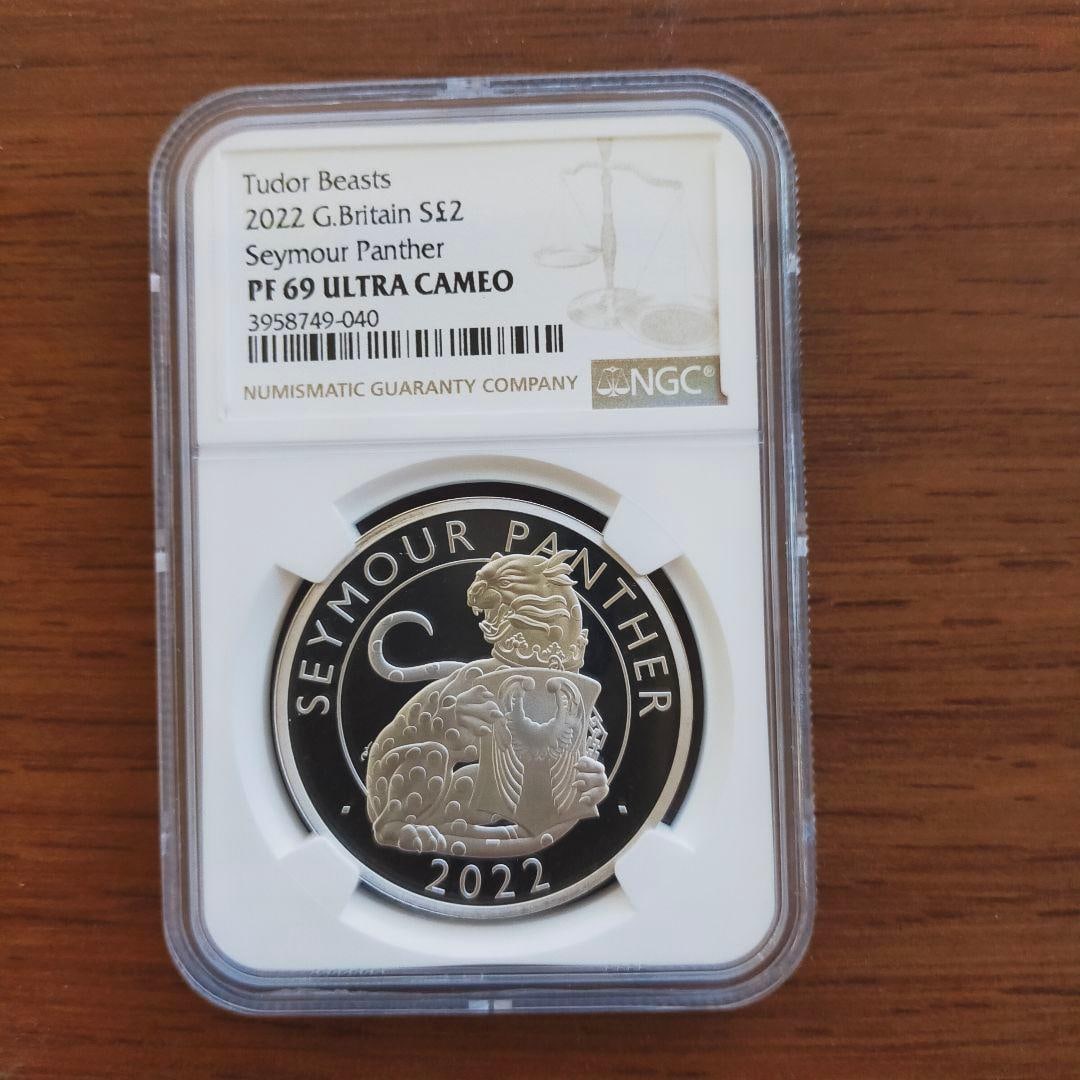 Tudor Beasts
2022 G.Britain S£2
Seymour Panther
PF 69 ULTRA CAMEO
3958749-040
NUMISMATIC GUARANTY COMPANY
NGC®
SEYMOUR PANTHER
2022